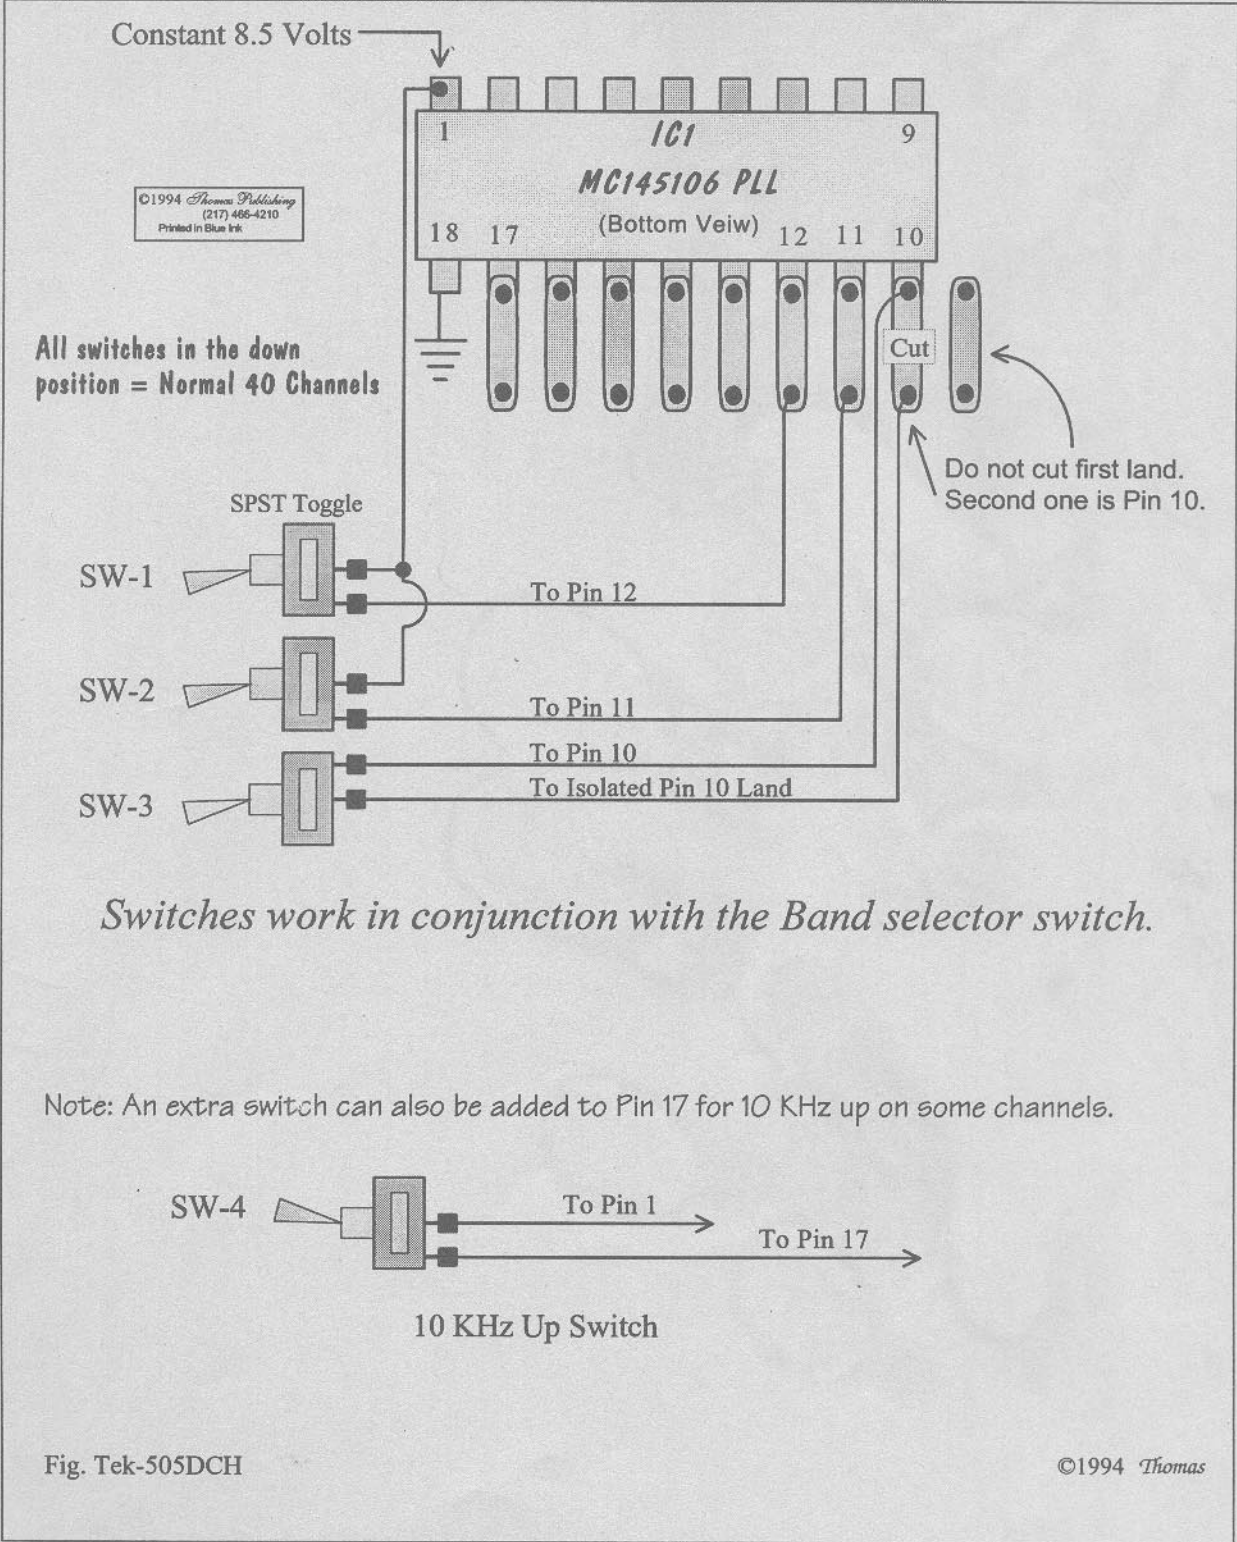 Constant 8.5 Volts
1
IC1
9
MC145106 PLL
(Bottom Veiw)
18
17
12
11
10
©1994 Thomas Publishing
(217) 466-4210
Printed in Blue Ink
All switches in the down
position = Normal 40 Channels
Cut
Do not cut first land.
Second one is Pin 10.
SPST Toggle
SW-1
To Pin 12
SW-2
To Pin 11
To Pin 10
To Isolated Pin 10 Land
SW-3
Switches work in conjunction with the Band selector switch.
Note: An extra switch can also be added to Pin 17 for 10 KHz up on some channels.
SW-4
To Pin 1
To Pin 17
10 KHz Up Switch
Fig. Tek-505DCH
©1994 Thomas